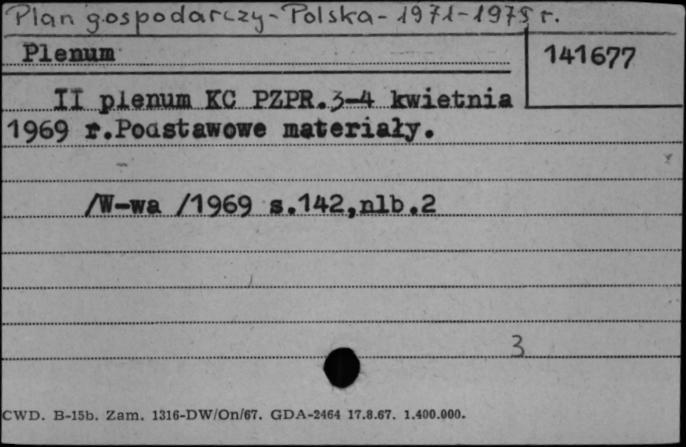 Plan gospodarczy-Polska-1971-1975 r.
Plenum
141677
II plenum KC PZPR.3-4 kwietnia
1969 r.Podstawowe materiały.
/W-wa /1969 s.142,nlb.2
3
CWD. B-15b. Zam. 1316-DW/On/67. GDA-2464 17.8.67. 1.400.000.